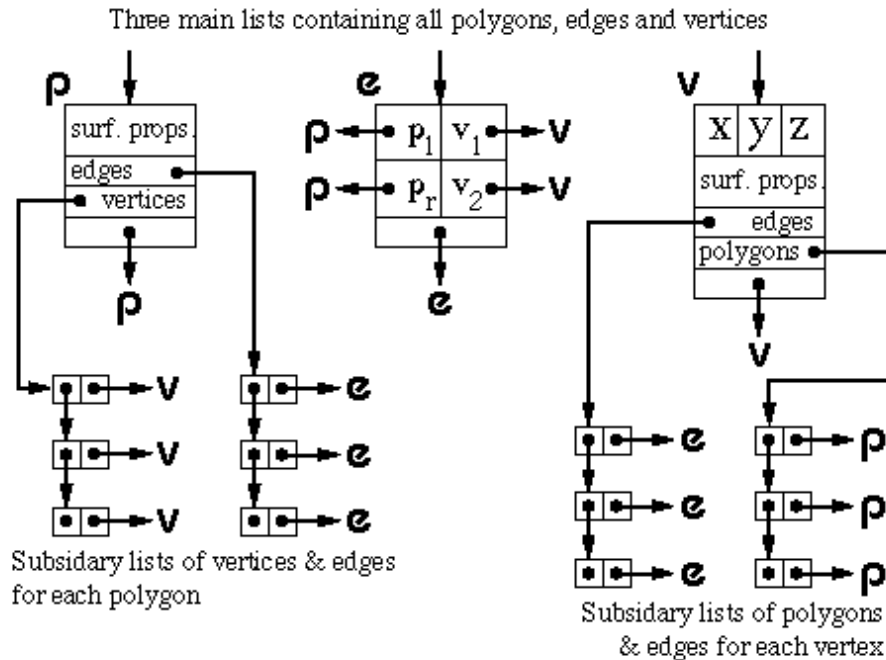 Three main lists containing all polygons, edges and vertices
p
e
v
surf. props.
edges
vertices
p
p p₁ v₁ v
p pᵣ v₂ v
e
x y z
surf. props.
edges
polygons
v
v e
v e
v e
e p
e p
e p
Subsidary lists of vertices & edges
for each polygon
Subsidary lists of polygons
& edges for each vertex